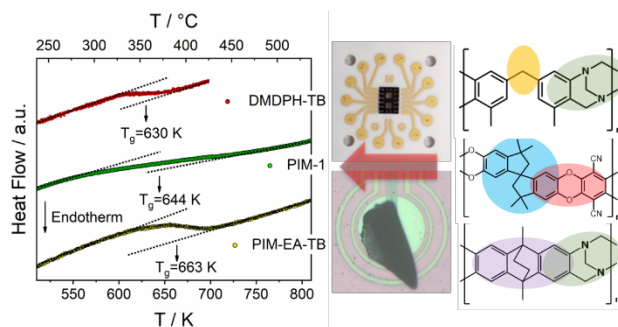 T / °C
250 300 350 400 450 500
DMDPH-TB
Tg=630 K
PIM-1
Tg=644 K
Heat Flow / a.u.
Endotherm
PIM-EA-TB
Tg=663 K
500 550 600 650 700 750 800
T / K
N
N
n
O
O
O
O
CN
CN
n
N
N
n